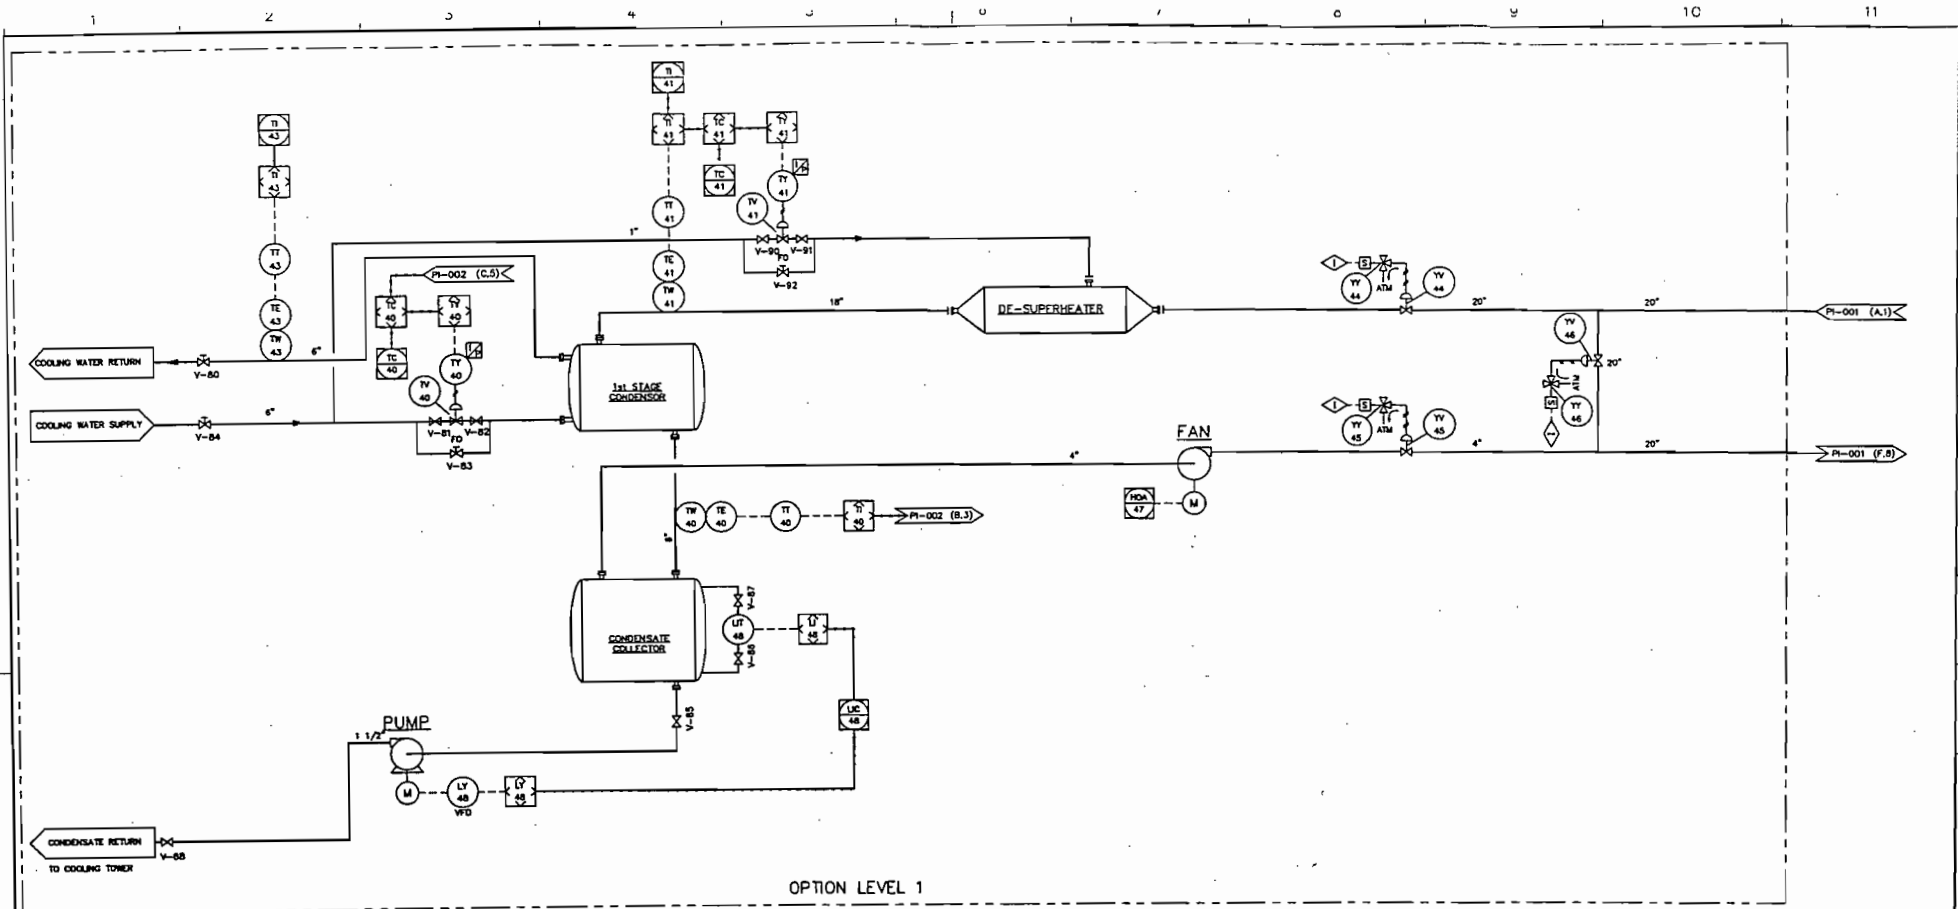 1 2 3 4 7 8 9 10 11
TI 41
TI 43
TI 41
TC 41
TY 41
TI 43
TC 41
TY 41
I/P
TT 41
TV 41
1"
V-90 V-91
FO
V-92
TT 43
TE 41
TW 41
PI-002 (C,5)
TC 40
TY 40
TE 43
TW 43
18"
DE-SUPERHEATER
I
S
YY 44
ATM
YV 44
20"
20"
PI-001 (A,1)
YV 46
20"
ATM
S
YY 46
I
COOLING WATER RETURN
V-80
6"
TC 40
TY 40
I/P
TV 40
1st STAGE
CONDENSOR
COOLING WATER SUPPLY
V-84
6"
V-81 V-82
FO
V-83
I
S
YY 45
ATM
YV 45
FAN
4"
4"
20"
PI-001 (F,8)
HOA 47
M
TW 40
TE 40
TT 40
TI 40
PI-002 (B,3)
V-87
CONDENSATE
COLLECTOR
LIT 48
LI 48
V-86
LIC 48
V-85
PUMP
1 1/2"
M
LY 48
VFD
LY 48
CONDENSATE RETURN
V-88
TO COOLING TOWER
OPTION LEVEL 1